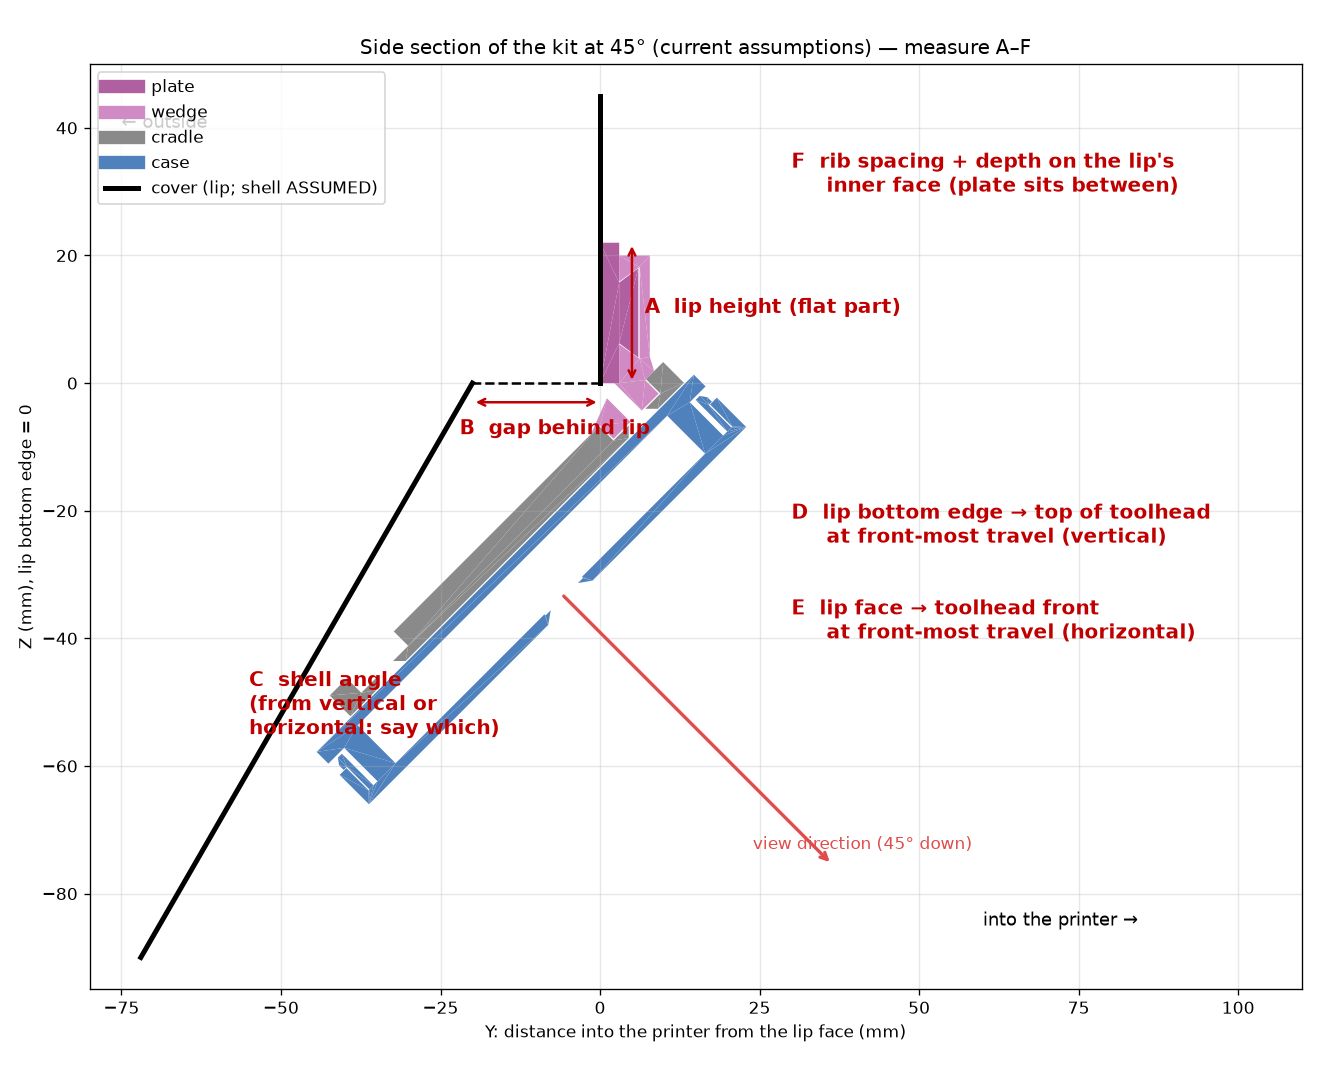 Side section of the kit at 45° (current assumptions) — measure A–F
plate
wedge
← outside
cradle
case
cover (lip; shell ASSUMED)
F rib spacing + depth on the lip's
inner face (plate sits between)
A lip height (flat part)
B gap behind lip
D lip bottom edge → top of toolhead
at front-most travel (vertical)
E lip face → toolhead front
at front-most travel (horizontal)
C shell angle
(from vertical or
horizontal: say which)
view direction (45° down)
into the printer →
Z (mm), lip bottom edge = 0
40
20
0
−20
−40
−60
−80
−75
−50
−25
0
25
50
75
100
Y: distance into the printer from the lip face (mm)